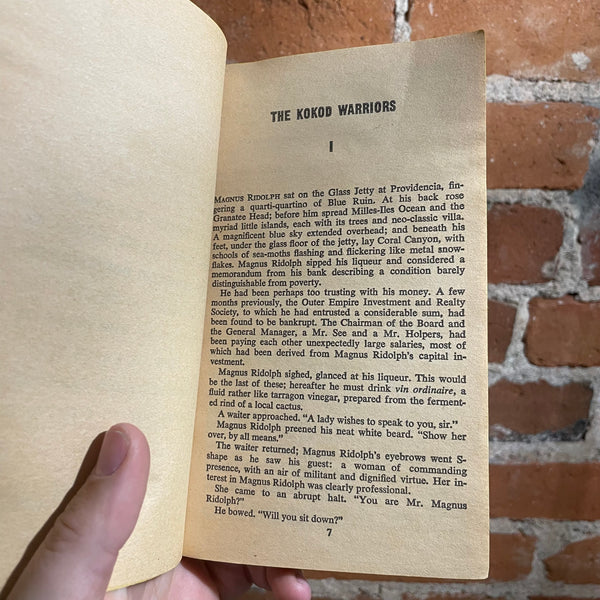 THE KOKOD WARRIORS
I
MAGNUS RIDOLPH sat on the Glass Jetty at Providencia, fin-
gering a quarti-quartino of Blue Ruin. At his back rose
Granatee Head; before him spread Milles-Iles Ocean and the
myriad little islands, each with its trees and neo-classic villa.
A magnificent blue sky extended overhead; and beneath his
feet, under the glass floor of the jetty, lay Coral Canyon, with
schools of sea-moths flashing and flickering like metal snow-
flakes. Magnus Ridolph sipped his liqueur and considered a
memorandum from his bank describing a condition barely
distinguishable from poverty.
He had been perhaps too trusting with his money. A few
months previously, the Outer Empire Investment and Realty
Society, to which he had entrusted a considerable sum, had
been found to be bankrupt. The Chairman of the Board and
the General Manager, a Mr. See and a Mr. Holpers, had
been paying each other unexpectedly large salaries, most of
which had been derived from Magnus Ridolph's capital in-
vestment.
Magnus Ridolph sighed, glanced at his liqueur. This would
be the last of these; hereafter he must drink vin ordinaire, a
fluid rather like tarragon vinegar, prepared from the ferment-
ed rind of a local cactus.
A waiter approached. "A lady wishes to speak to you, sir."
Magnus Ridolph preened his neat white beard. "Show her
over, by all means."
The waiter returned; Magnus Ridolph's eyebrows went S-
shape as he saw his guest: a woman of commanding
presence, with an air of militant and dignified virtue. Her in-
terest in Magnus Ridolph was clearly professional.
She came to an abrupt halt. "You are Mr. Magnus
Ridolph?"
He bowed. "Will you sit down?"
7